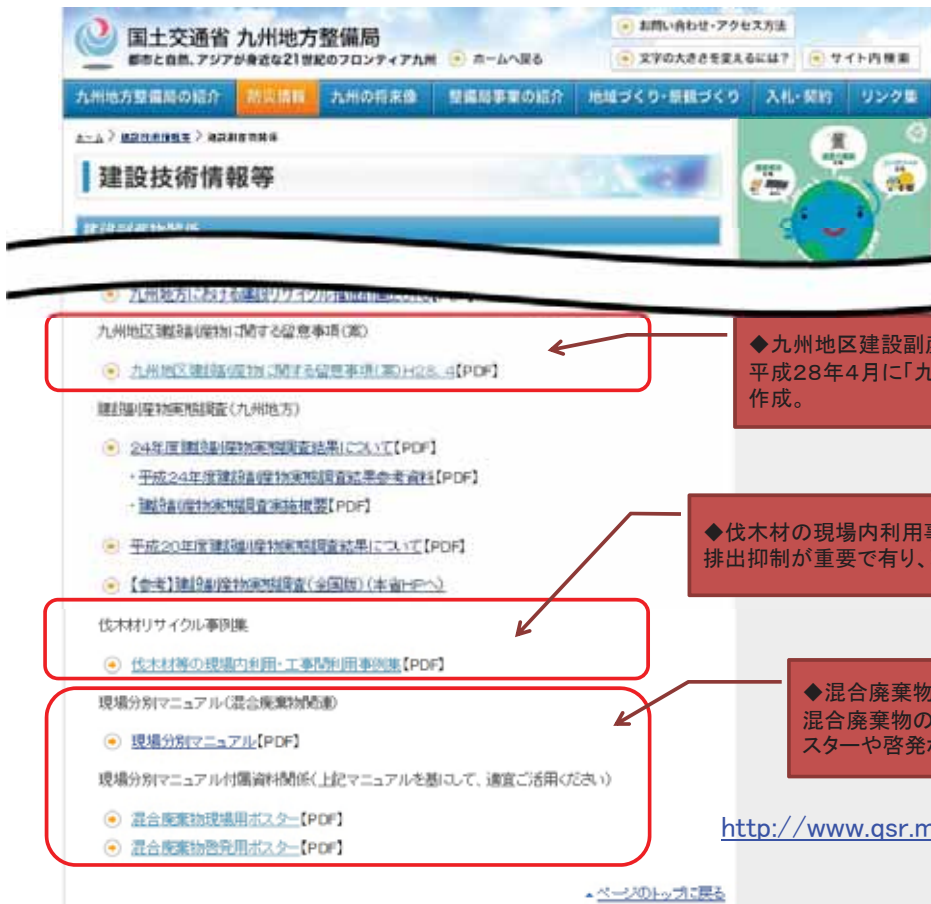 国土交通省 九州地方整備局
都市と自然、アジアが身近な21世紀のフロンティア九州
ホームへ戻る
お問い合わせ・アクセス方法
文字の大きさを変えるには?
サイト内検索
九州地方整備局の紹介 防災情報 九州の将来像 整備局事業の紹介 地域づくり・景観づくり 入札・契約 リンク集
ホーム > 建設技術情報等 > 建設副産物関係
建設技術情報等
建設副産物関係
九州地区建設副産物に関する留意事項(案)
九州地区建設副産物に関する留意事項(案)H28.4【PDF】
建設副産物実態調査(九州地方)
24年度建設副産物実態調査結果について【PDF】
・平成24年度建設副産物実態調査結果参考資料【PDF】
・建設副産物実態調査実施概要【PDF】
平成20年度建設副産物実態調査結果について【PDF】
【参考】建設副産物実態調査(全国版)(本省HPへ)
伐木材リサイクル事例集
伐木材等の現場内利用・工事間利用事例集【PDF】
現場分別マニュアル(混合廃棄物関連)
現場分別マニュアル【PDF】
現場分別マニュアル付属資料関係(上記マニュアルを基にして、適宜ご活用ください)
混合廃棄物現場用ポスター【PDF】
混合廃棄物啓発用ポスター【PDF】
ページのトップに戻る
◆九州地区建設副
平成28年4月に「九
作成。
◆伐木材の現場内利用
排出抑制が重要で有り、
◆混合廃棄物
混合廃棄物の
スターや啓発
http://www.qsr.m